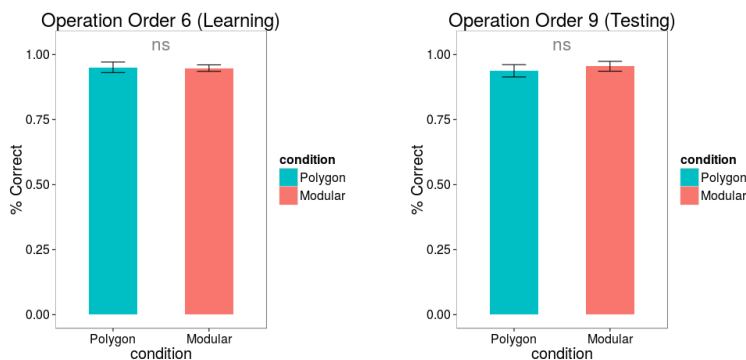 Operation Order 6 (Learning)
ns
1.00
0.75
0.50
0.25
0.00
% Correct
Polygon
Modular
condition
condition
Polygon
Modular
Operation Order 9 (Testing)
ns
1.00
0.75
0.50
0.25
0.00
% Correct
Polygon
Modular
condition
condition
Polygon
Modular